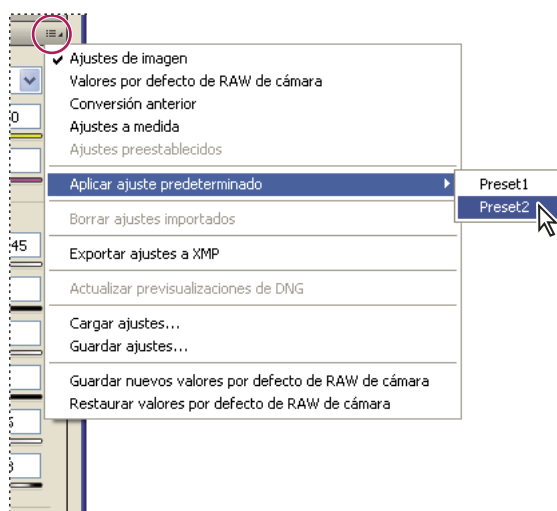 Ajustes de imagen
Valores por defecto de RAW de cámara
Conversión anterior
Ajustes a medida
Ajustes preestablecidos
Aplicar ajuste predeterminado
Preset1
Preset2
Borrar ajustes importados
Exportar ajustes a XMP
Actualizar previsualizaciones de DNG
Cargar ajustes...
Guardar ajustes...
Guardar nuevos valores por defecto de RAW de cámara
Restaurar valores por defecto de RAW de cámara
0
45